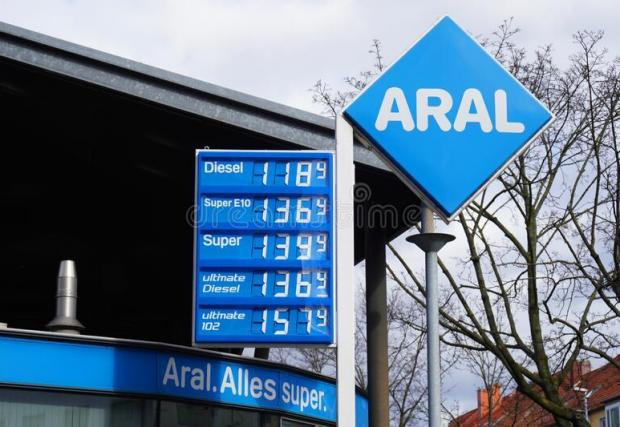 ARAL
Diesel 1 18 9
Super E10 1 36 9
Super 1 39 9
ultimate
Diesel 1 36 9
ultimate
102 1 57 9
Aral. Alles super.
dreamstime